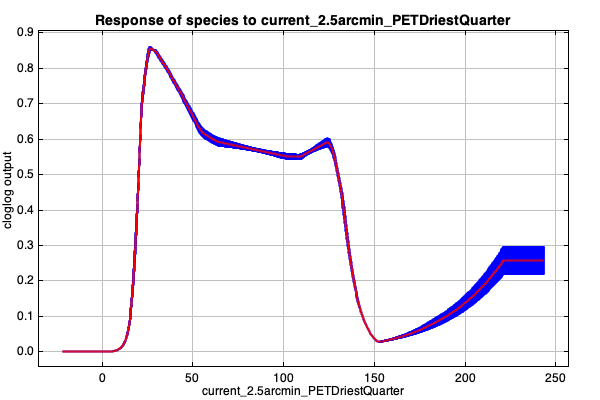 Response of species to current_2.5arcmin_PETDriestQuarter
0.9
0.8
0.7
0.6
0.5
0.4
0.3
0.2
0.1
0.0
cloglog output
0 50 100 150 200 250
current_2.5arcmin_PETDriestQuarter